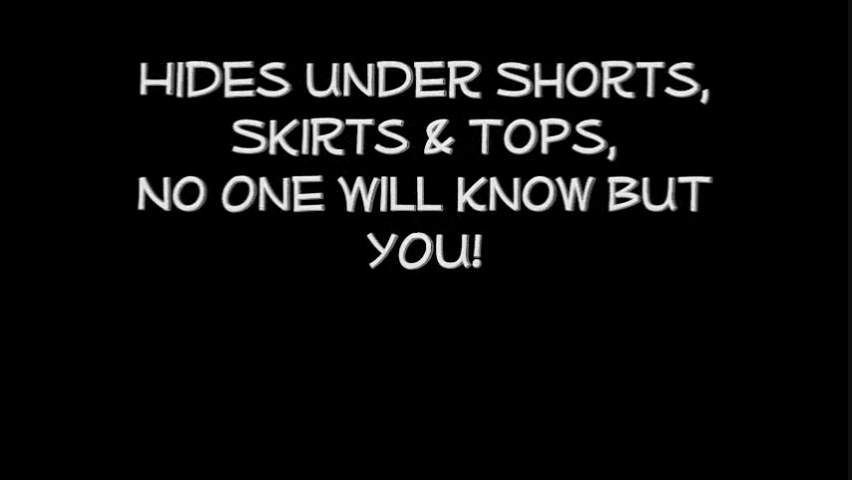 HIDES UNDER SHORTS,
SKIRTS & TOPS,
NO ONE WILL KNOW BUT
YOU!